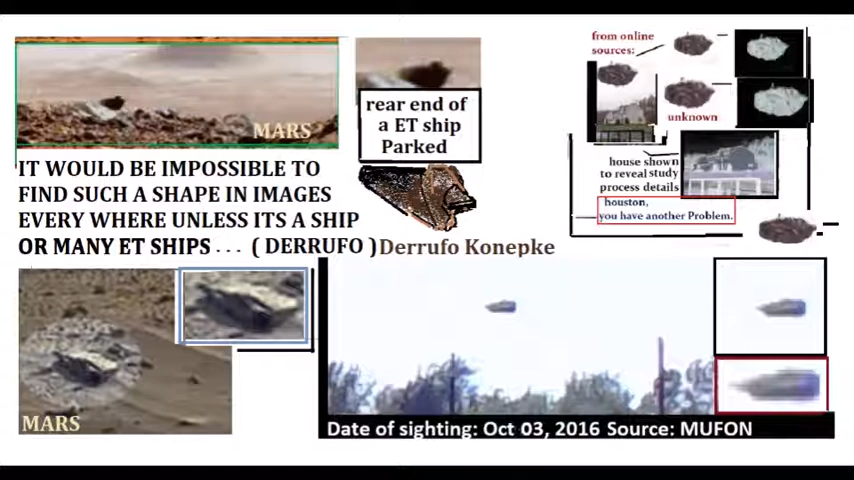 MARS
rear end of
a ET ship
Parked
IT WOULD BE IMPOSSIBLE TO
FIND SUCH A SHAPE IN IMAGES
EVERY WHERE UNLESS ITS A SHIP
OR MANY ET SHIPS ... ( DERRUFO )
Derrufo Konepke
from online
sources:
unknown
house shown
to reveal study
process details
houston,
you have another Problem.
MARS
Date of sighting: Oct 03, 2016 Source: MUFON